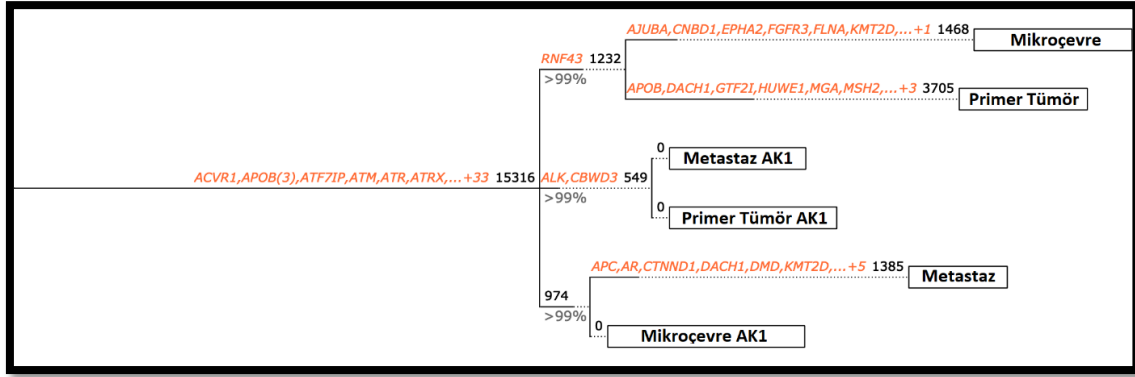 AJUBA,CNBD1,EPHA2,FGFR3,FLNA,KMT2D,...+1 1468
Mikroçevre
RNF43 1232
>99%
APOB,DACH1,GTF2I,HUWE1,MGA,MSH2,...+3 3705
Primer Tümör
0
Metastaz AK1
ACVR1,APOB(3),ATF7IP,ATM,ATR,ATRX,...+33 15316
ALK,CBWD3 549
>99%
0
Primer Tümör AK1
APC,AR,CTNND1,DACH1,DMD,KMT2D,...+5 1385
Metastaz
974
>99%
0
Mikroçevre AK1